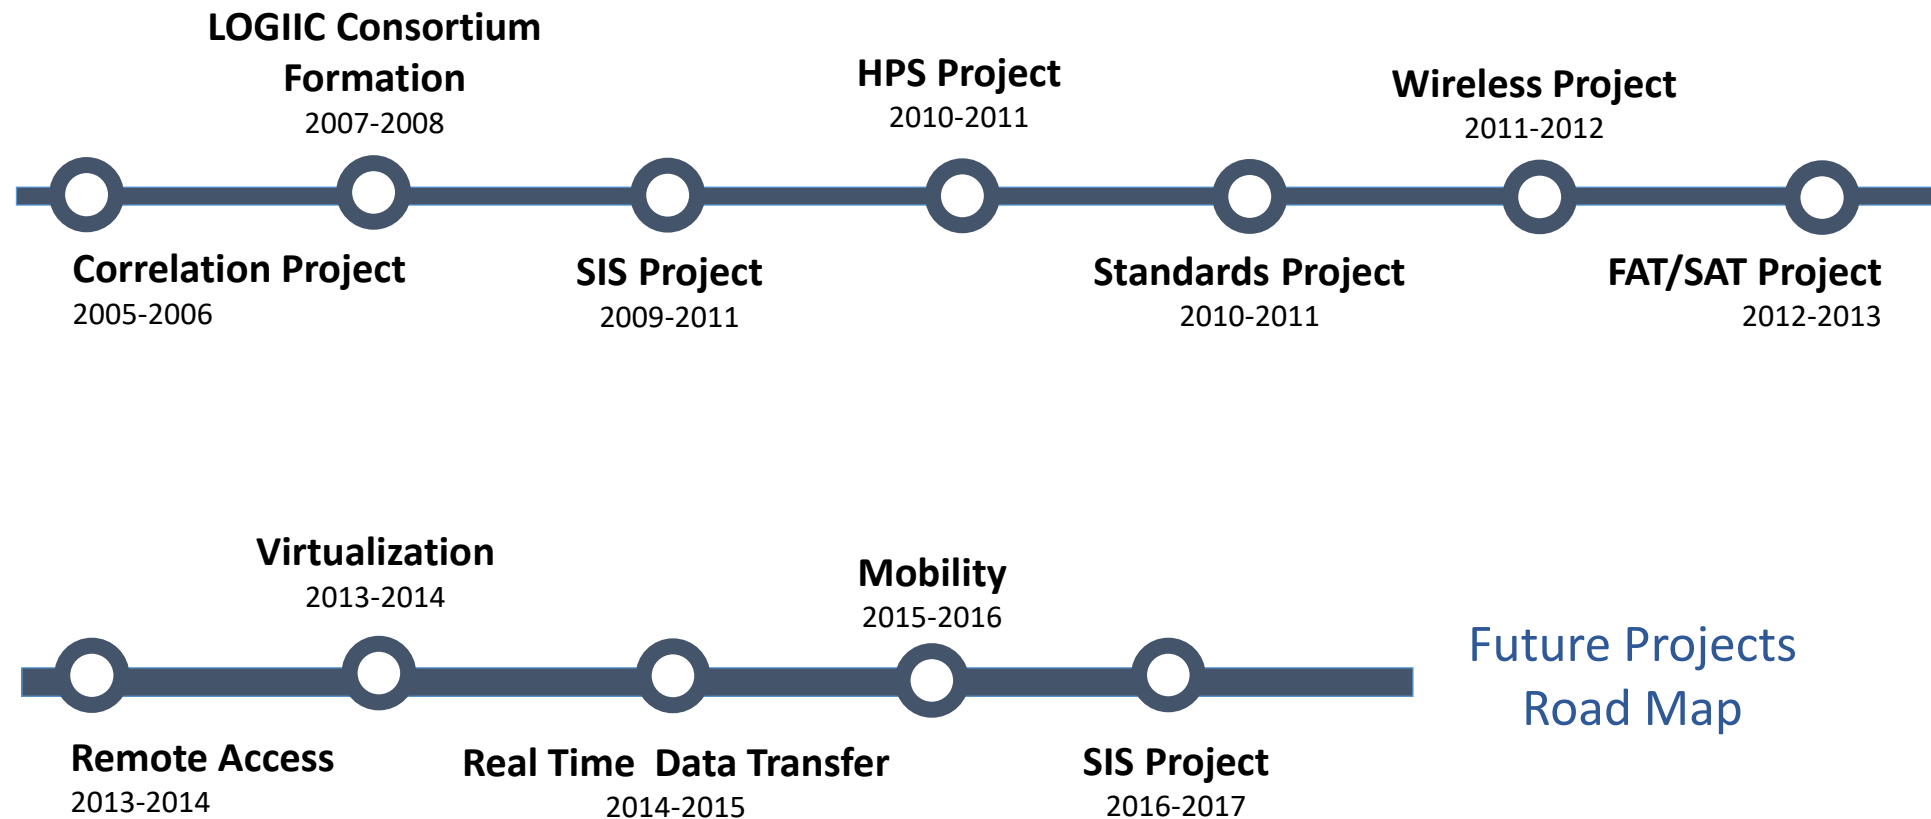 LOGIIC Consortium
Formation
2007-2008
HPS Project
2010-2011
Wireless Project
2011-2012
Correlation Project
2005-2006
SIS Project
2009-2011
Standards Project
2010-2011
FAT/SAT Project
2012-2013
Virtualization
2013-2014
Mobility
2015-2016
Future Projects
Road Map
Remote Access
2013-2014
Real Time  Data Transfer
2014-2015
SIS Project
2016-2017